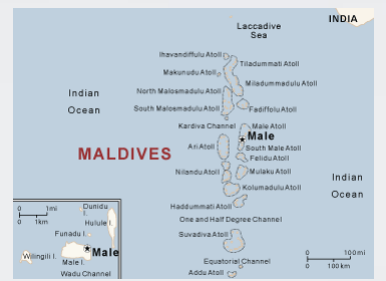 INDIA
Laccadive
Sea
Ihavandiffulu Atoll
Tiladummati Atoll
Makunudu Atoll
Miladummadulu Atoll
Indian
Ocean
North Malosmadulu Atoll
South Maloemadulu Atoll
Fadiffolu Atoll
Kardiva Channel
Male Atoll
Male
MALDIVES
Ari Atoll
South Male Atoll
Felidu Atoll
Nilandu Atoll
Mulaku Atoll
Indian
Ocean
Kolumadulu Atoll
Haddummati Atoll
One and Half Degree Channel
Suvadiva Atoll
Equatorial Channel
Addu Atoll
0 100 mi
0 100 km
0 1mi
0 1km
Dunidu
I.
Hulule I.
Funadu I.
Male
Wilingili I.
Male I.
Wadu Channel